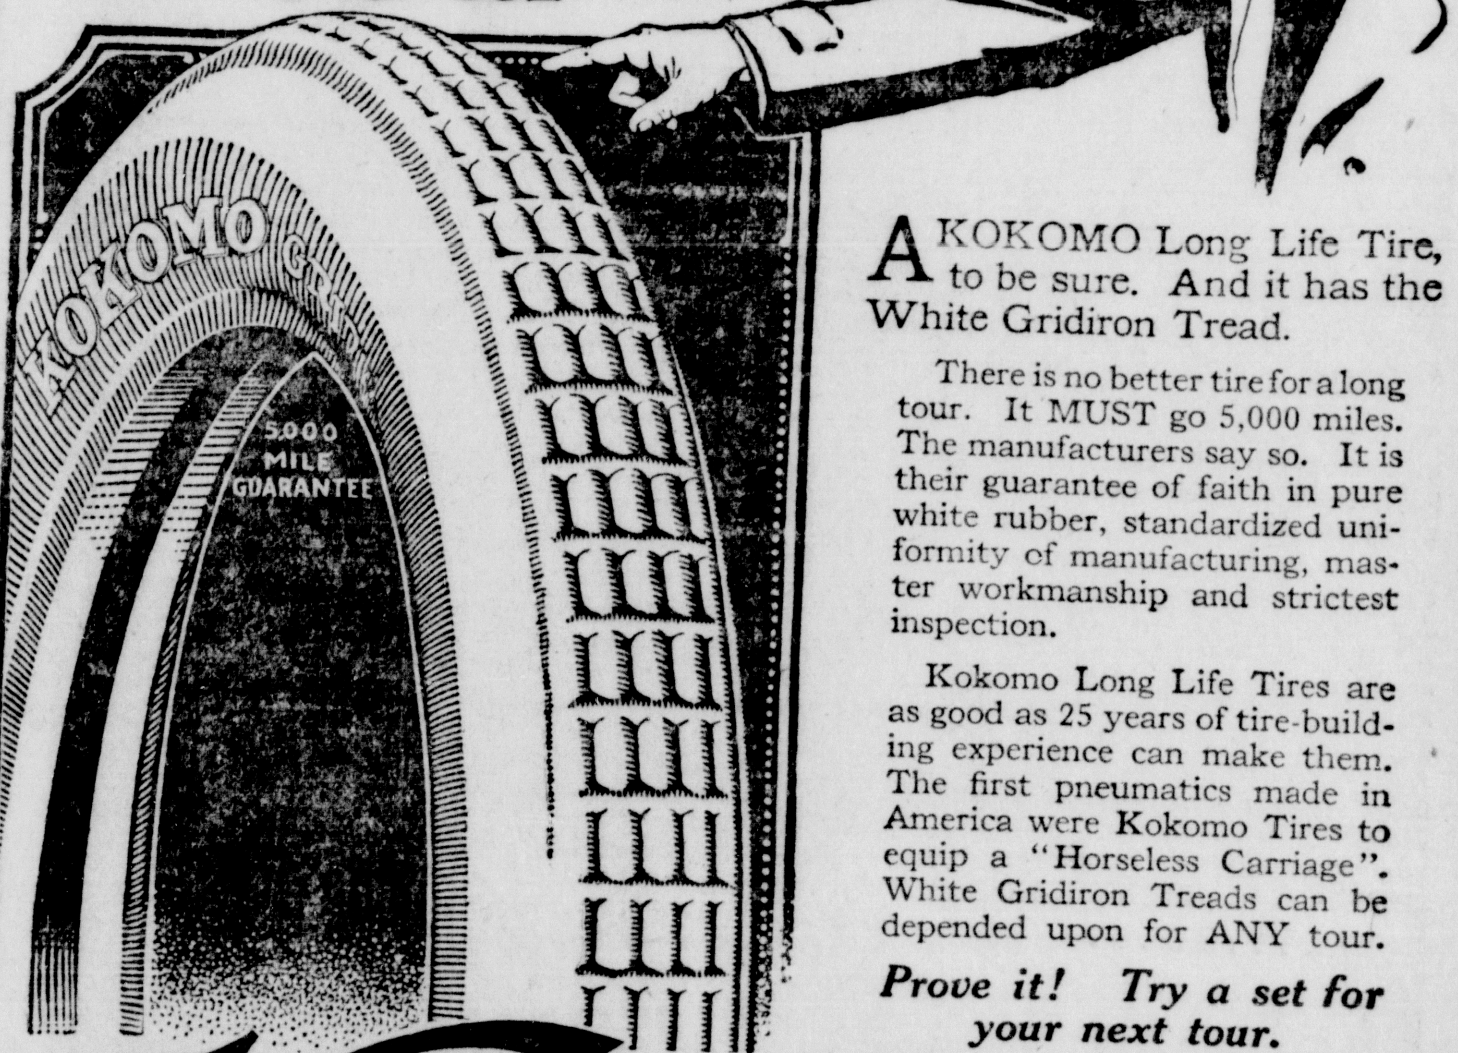 KOKOMO GRID
5000
MILE
GUARANTEE
A KOKOMO Long Life Tire,
to be sure. And it has the
White Gridiron Tread.
There is no better tire for a long
tour. It MUST go 5,000 miles.
The manufacturers say so. It is
their guarantee of faith in pure
white rubber, standardized uni-
formity of manufacturing, mas-
ter workmanship and strictest
inspection.
Kokomo Long Life Tires are
as good as 25 years of tire-build-
ing experience can make them.
The first pneumatics made in
America were Kokomo Tires to
equip a "Horseless Carriage".
White Gridiron Treads can be
depended upon for ANY tour.
Prove it! Try a set for
your next tour.